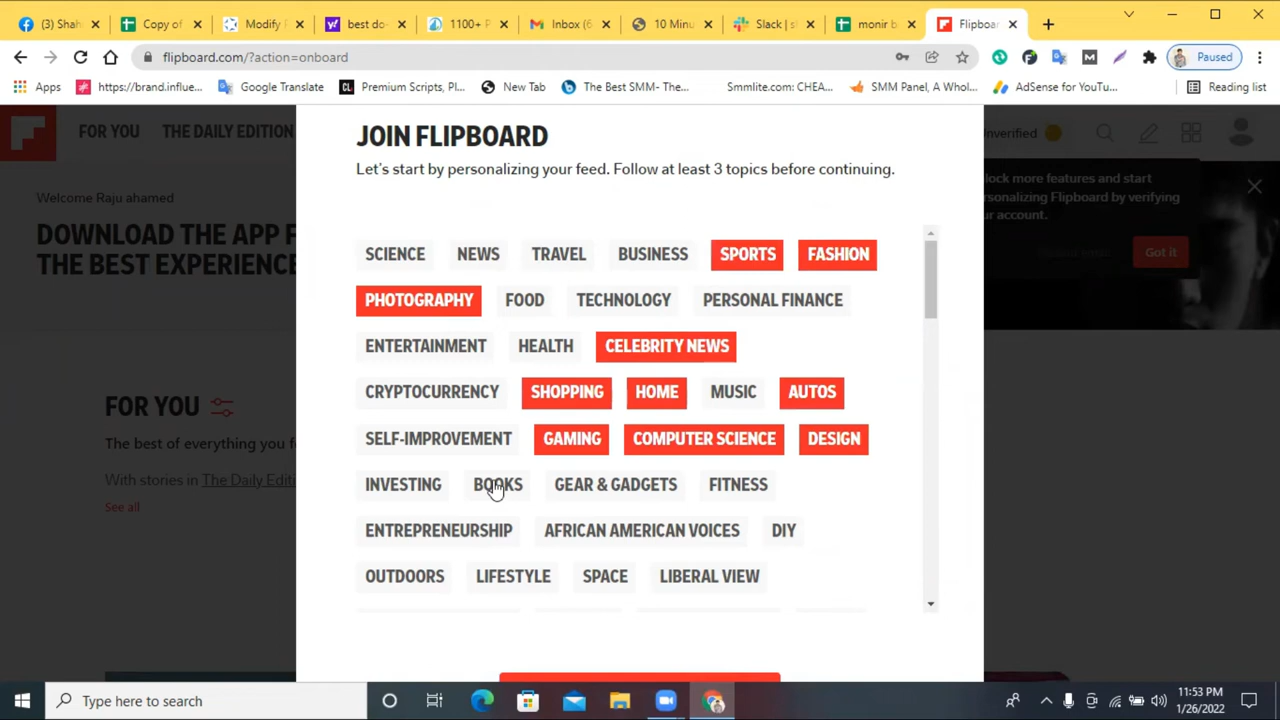 Shah
Copy of
Modify
best do-
1100+ P
Inbox (6
10 Minu
Slack | s
monir b
Flipboar
flipboard.com/?action=onboard
Paused
Apps
https://brand.influe...
Google Translate
Premium Scripts, Pl...
New Tab
The Best SMM- The...
Smmlite.com: CHEA...
SMM Panel, A Whol...
AdSense for YouTu...
Reading list
FOR YOU
THE DAILY EDITION
Unverified
Welcome Raju ahamed
DOWNLOAD THE APP F
THE BEST EXPERIENCE
lock more features and start
rsonalizing Flipboard by verifying
ur account.
Got it
FOR YOU
The best of everything you f
With stories in The Daily Editi
See all
JOIN FLIPBOARD
Let's start by personalizing your feed. Follow at least 3 topics before continuing.
SCIENCE NEWS TRAVEL BUSINESS SPORTS FASHION
PHOTOGRAPHY FOOD TECHNOLOGY PERSONAL FINANCE
ENTERTAINMENT HEALTH CELEBRITY NEWS
CRYPTOCURRENCY SHOPPING HOME MUSIC AUTOS
SELF-IMPROVEMENT GAMING COMPUTER SCIENCE DESIGN
INVESTING BOOKS GEAR & GADGETS FITNESS
ENTREPRENEURSHIP AFRICAN AMERICAN VOICES DIY
OUTDOORS LIFESTYLE SPACE LIBERAL VIEW
Type here to search
11:53 PM
1/26/2022